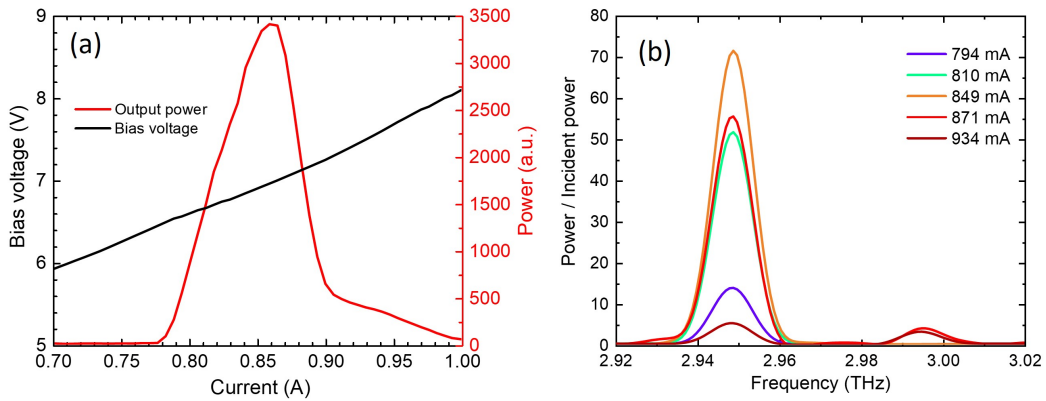 (a)
Bias voltage (V)
9
8
7
6
5
Output power
Bias voltage
0.70
0.75
0.80
0.85
0.90
0.95
1.00
Current (A)
3500
3000
2500
2000
1500
1000
500
0
Power (a.u.)
(b)
Power / Incident power
80
70
60
50
40
30
20
10
0
794 mA
810 mA
849 mA
871 mA
934 mA
2.92
2.94
2.96
2.98
3.00
3.02
Frequency (THz)